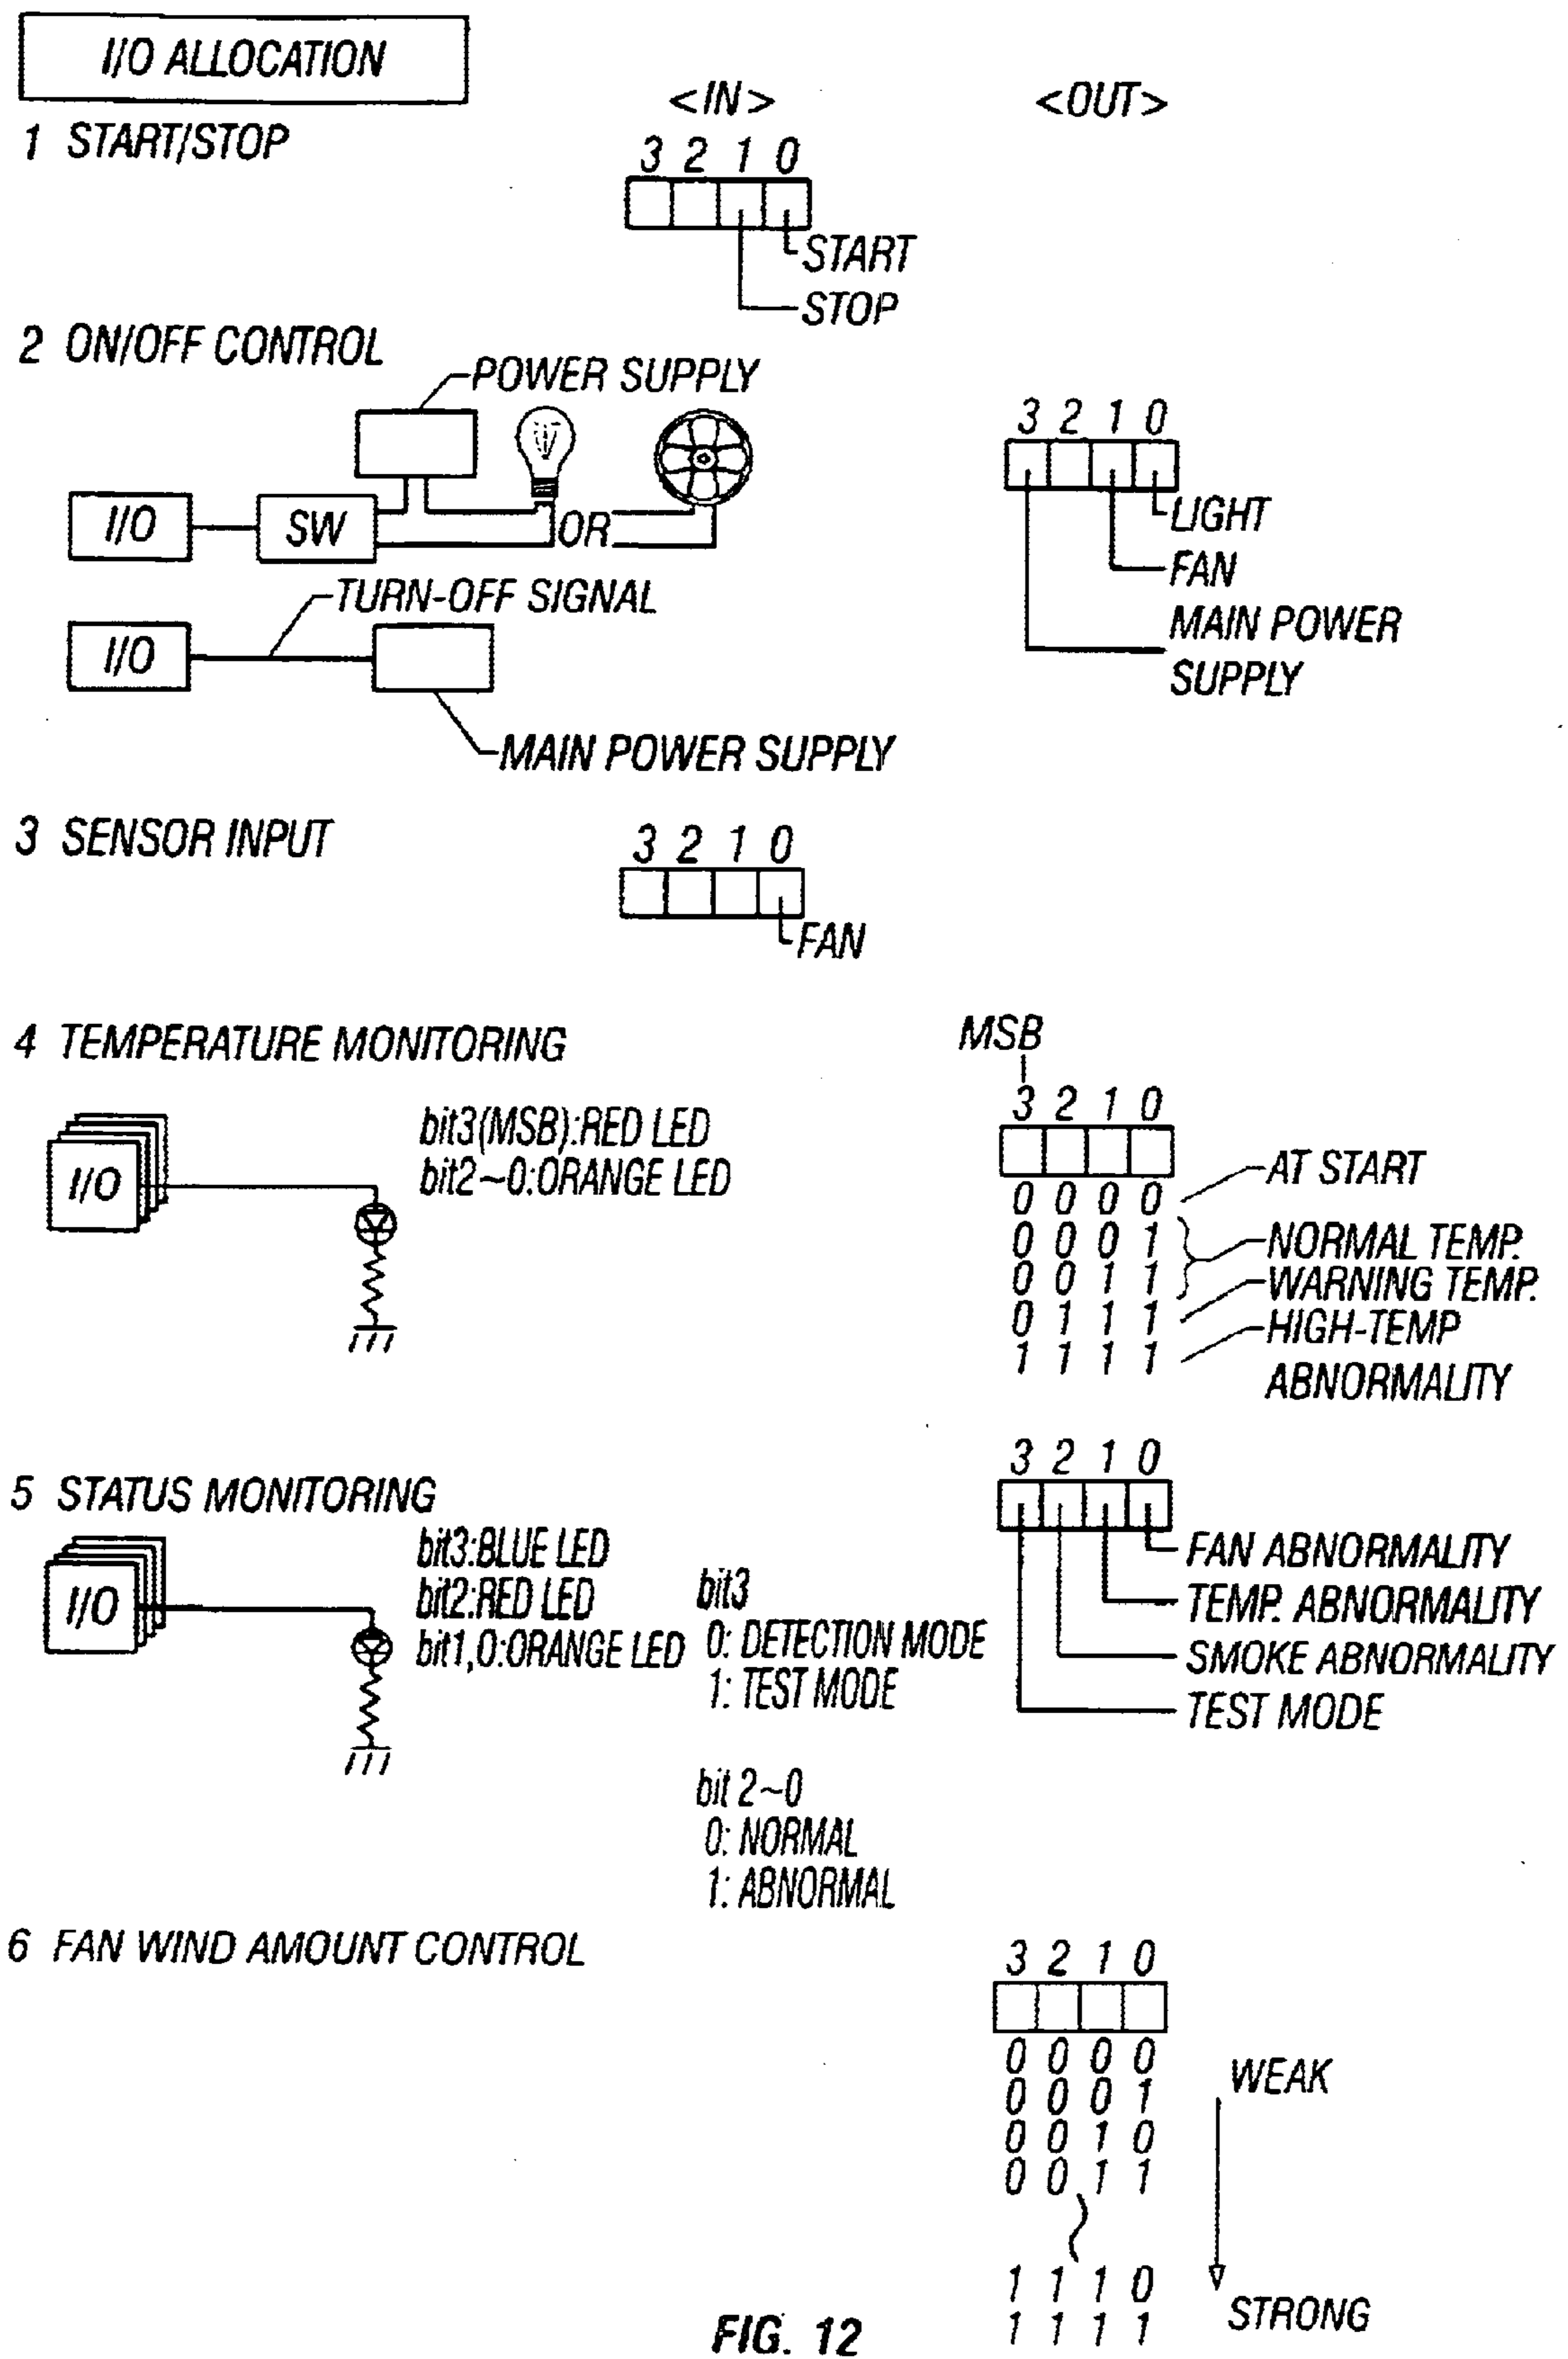 I/O ALLOCATION
<IN>
<OUT>
1 START/STOP
3 2 1 0
START
STOP
2 ON/OFF CONTROL
POWER SUPPLY
I/O
SW
OR
3 2 1 0
LIGHT
FAN
MAIN POWER
SUPPLY
TURN-OFF SIGNAL
I/O
MAIN POWER SUPPLY
3 SENSOR INPUT
3 2 1 0
FAN
4 TEMPERATURE MONITORING
I/O
bit3(MSB):RED LED
bit2~0:ORANGE LED
MSB
3 2 1 0
0 0 0 0
0 0 0 1
0 0 1 1
0 1 1 1
1 1 1 1
AT START
NORMAL TEMP.
WARNING TEMP.
HIGH-TEMP
ABNORMALITY
5 STATUS MONITORING
I/O
bit3:BLUE LED
bit2:RED LED
bit1,0:ORANGE LED
bit3
0: DETECTION MODE
1: TEST MODE
bit 2~0
0: NORMAL
1: ABNORMAL
3 2 1 0
FAN ABNORMALITY
TEMP. ABNORMALITY
SMOKE ABNORMALITY
TEST MODE
6 FAN WIND AMOUNT CONTROL
3 2 1 0
0 0 0 0
0 0 0 1
0 0 1 0
0 0 1 1
1 1 1 0
1 1 1 1
WEAK
STRONG
FIG. 12